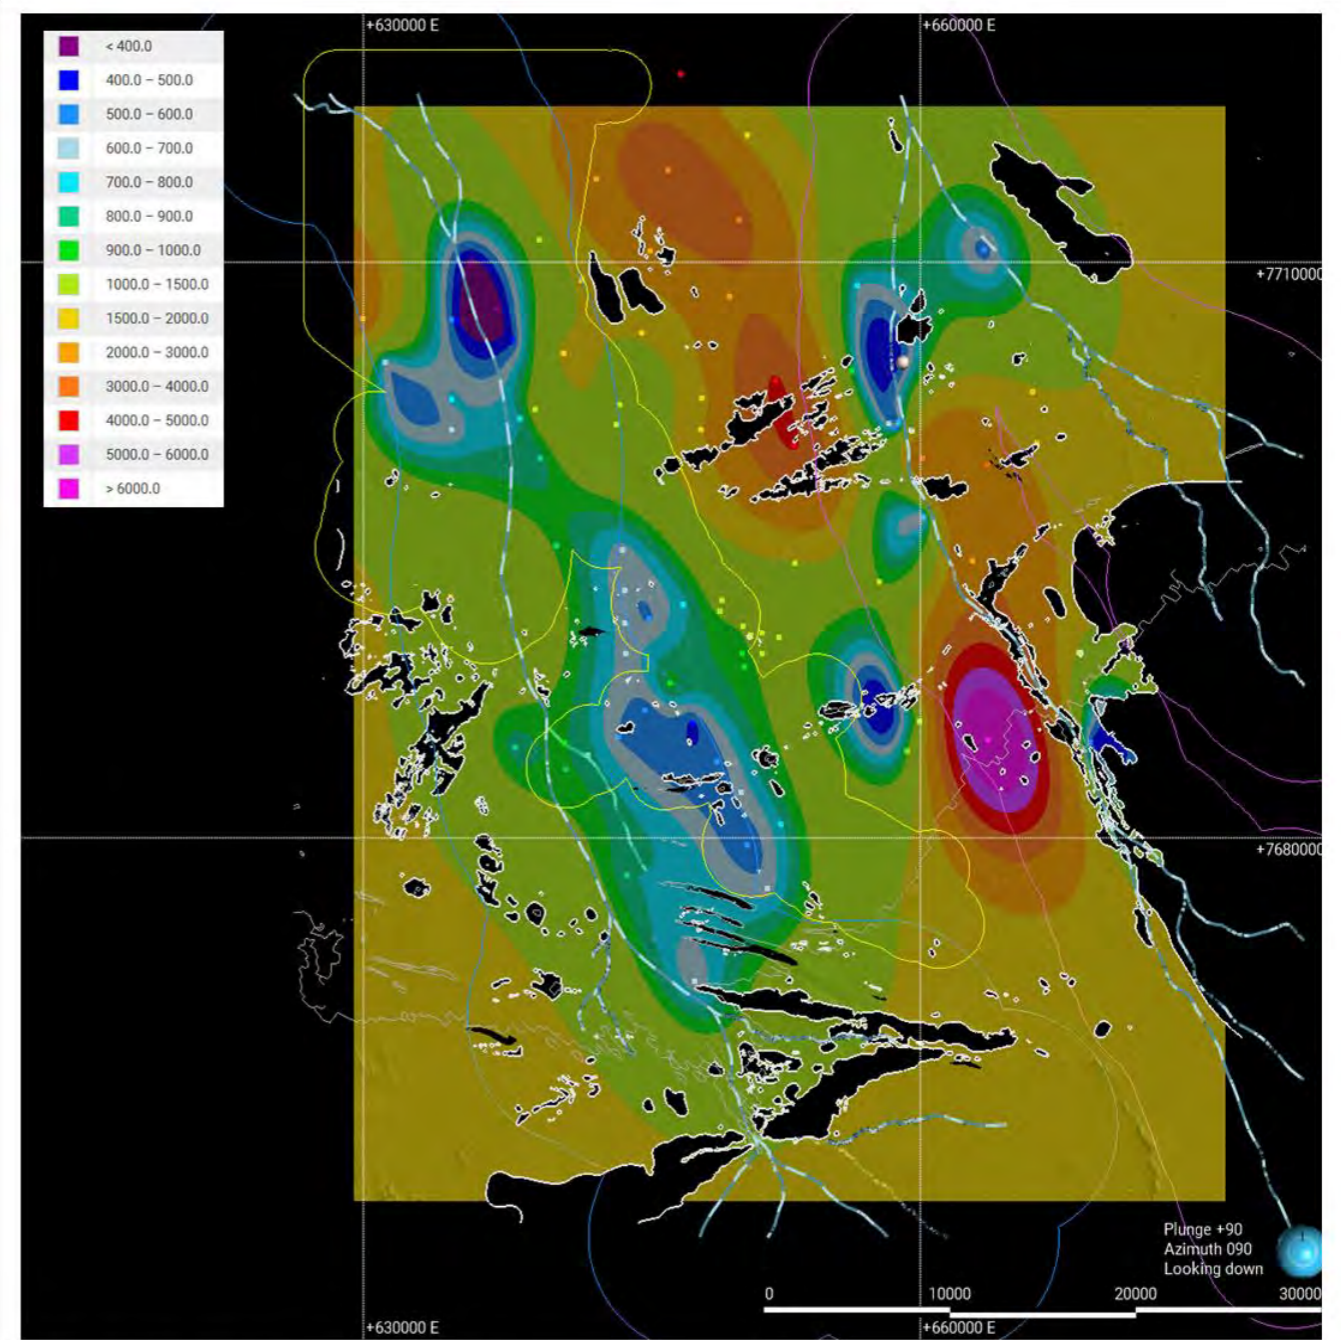 +630000 E
+660000 E
< 400.0
400.0 – 500.0
500.0 – 600.0
600.0 – 700.0
700.0 – 800.0
800.0 – 900.0
900.0 – 1000.0
1000.0 – 1500.0
1500.0 – 2000.0
2000.0 – 3000.0
3000.0 – 4000.0
4000.0 – 5000.0
5000.0 – 6000.0
> 6000.0
+7710000
+7680000
Plunge +90
Azimuth 090
Looking down
0
10000
20000
30000
+630000 E
+660000 E